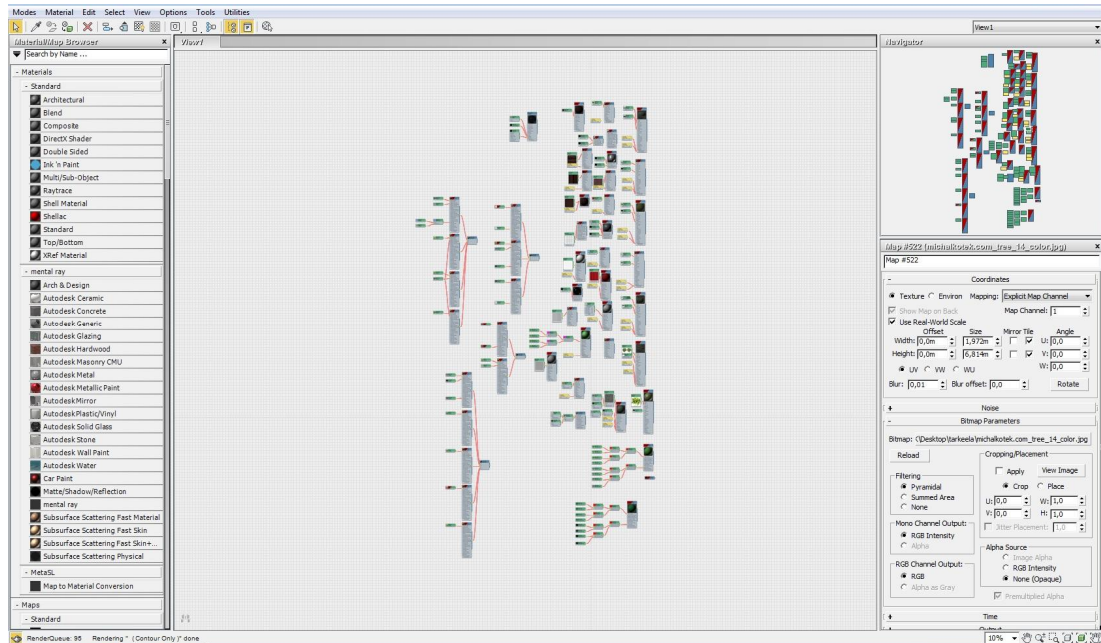 Modes Material Edit Select View Options Tools Utilities
View1
Material/Map Browser
Search by Name ...
- Materials
- Standard
Architectural
Blend
Composite
DirectX Shader
Double Sided
Ink 'n Paint
Multi/Sub-Object
Raytrace
Shell Material
Shellac
Standard
Top/Bottom
XRef Material
- mental ray
Arch & Design
Autodesk Ceramic
Autodesk Concrete
Autodesk Generic
Autodesk Glazing
Autodesk Hardwood
Autodesk Masonry CMU
Autodesk Metal
Autodesk Metallic Paint
Autodesk Mirror
Autodesk Plastic/Vinyl
Autodesk Solid Glass
Autodesk Stone
Autodesk Wall Paint
Autodesk Water
Car Paint
Matte/Shadow/Reflection
mental ray
Subsurface Scattering Fast Material
Subsurface Scattering Fast Skin
Subsurface Scattering Fast Skin+...
Subsurface Scattering Physical
- MetaSL
Map to Material Conversion
- Maps
- Standard
View1
Navigator
Map #522 (michalkotek.com_tree_14_color.jpg)
Map #522
- Coordinates
Texture Environ Mapping: Explicit Map Channel
Show Map on Back Map Channel: 1
Use Real-World Scale
Offset Size Mirror Tile Angle
Width: 0,0m 1,972m U: 0,0
Height: 0,0m 6,814m V: 0,0
UV VW WU W: 0,0
Blur: 0,01 Blur offset: 0,0 Rotate
+ Noise
- Bitmap Parameters
Bitmap: C\Desktop\tarkeela\michalkotek.com_tree_14_color.jpg
Reload
Filtering
Pyramidal
Summed Area
None
Mono Channel Output:
RGB Intensity
Alpha
RGB Channel Output:
RGB
Alpha as Gray
Cropping/Placement
Apply View Image
Crop Place
U: 0,0 W: 1,0
V: 0,0 H: 1,0
Jitter Placement: 1,0
Alpha Source
Image Alpha
RGB Intensity
None (Opaque)
Premultiplied Alpha
+ Time
RenderQueue: 95 Rendering " (Contour Only )" done
10%